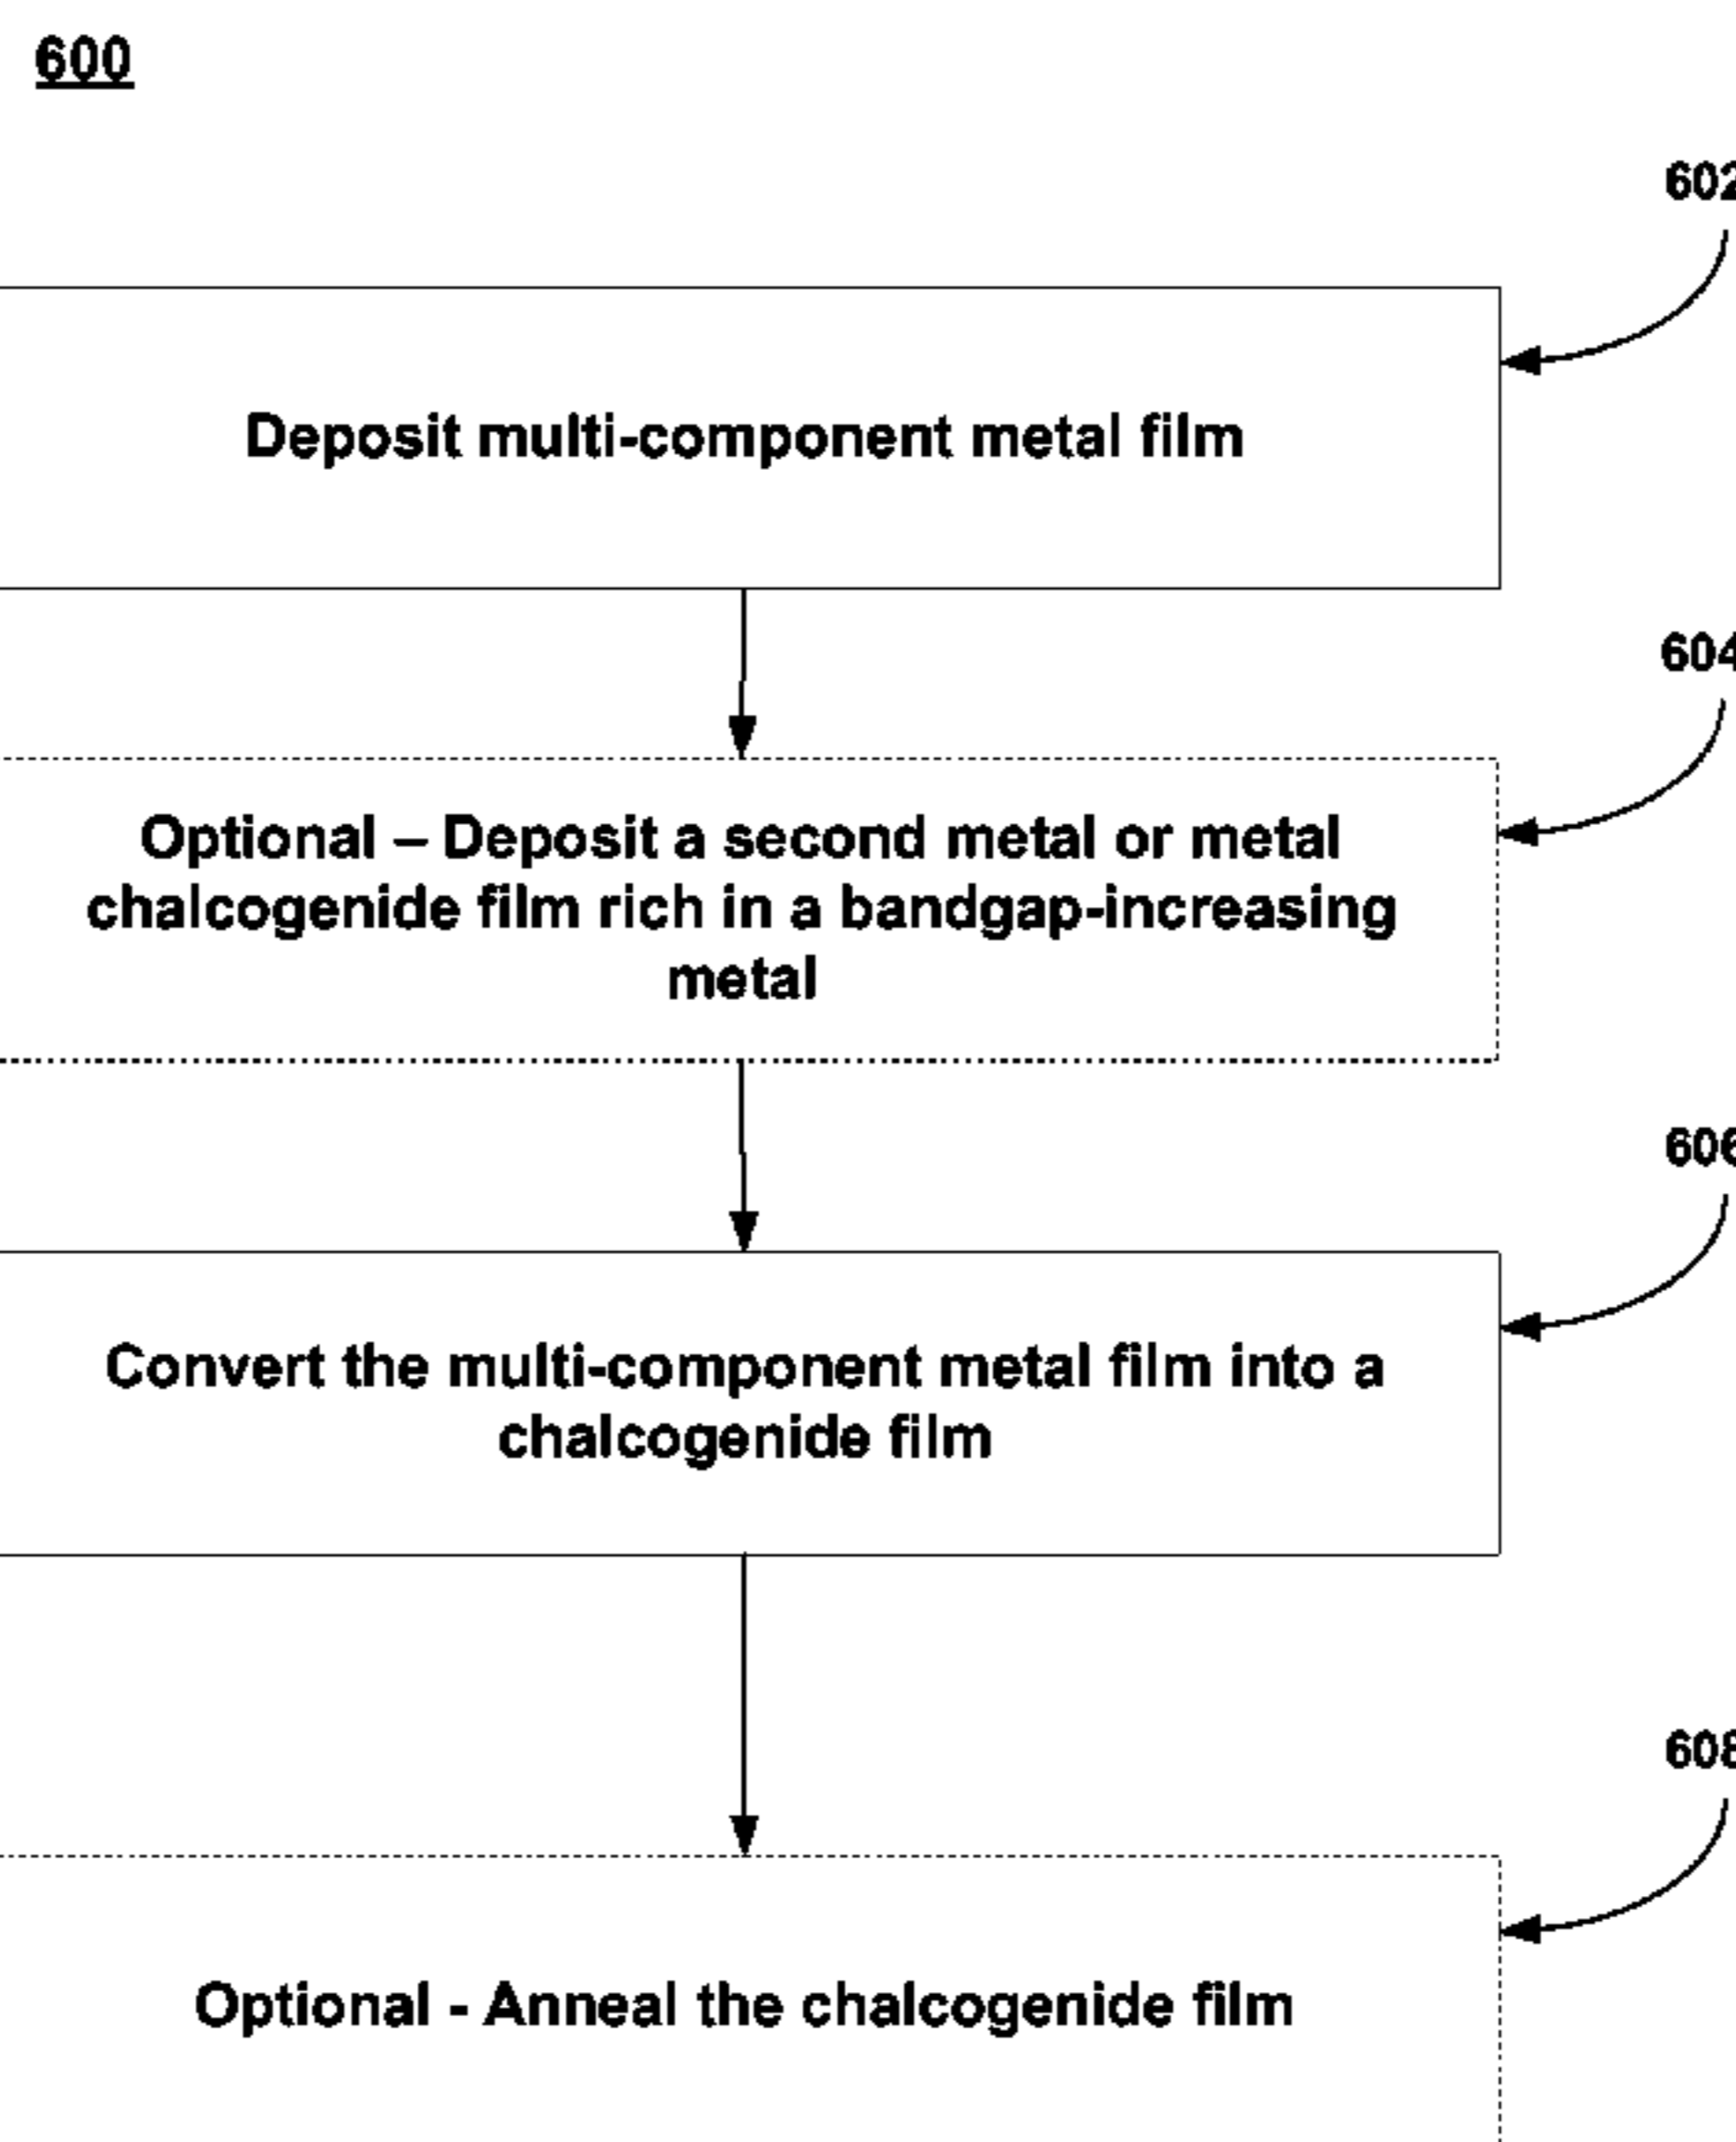 600
602
Deposit multi-component metal film
604
Optional – Deposit a second metal or metal
chalcogenide film rich in a bandgap-increasing
metal
606
Convert the multi-component metal film into a
chalcogenide film
608
Optional - Anneal the chalcogenide film